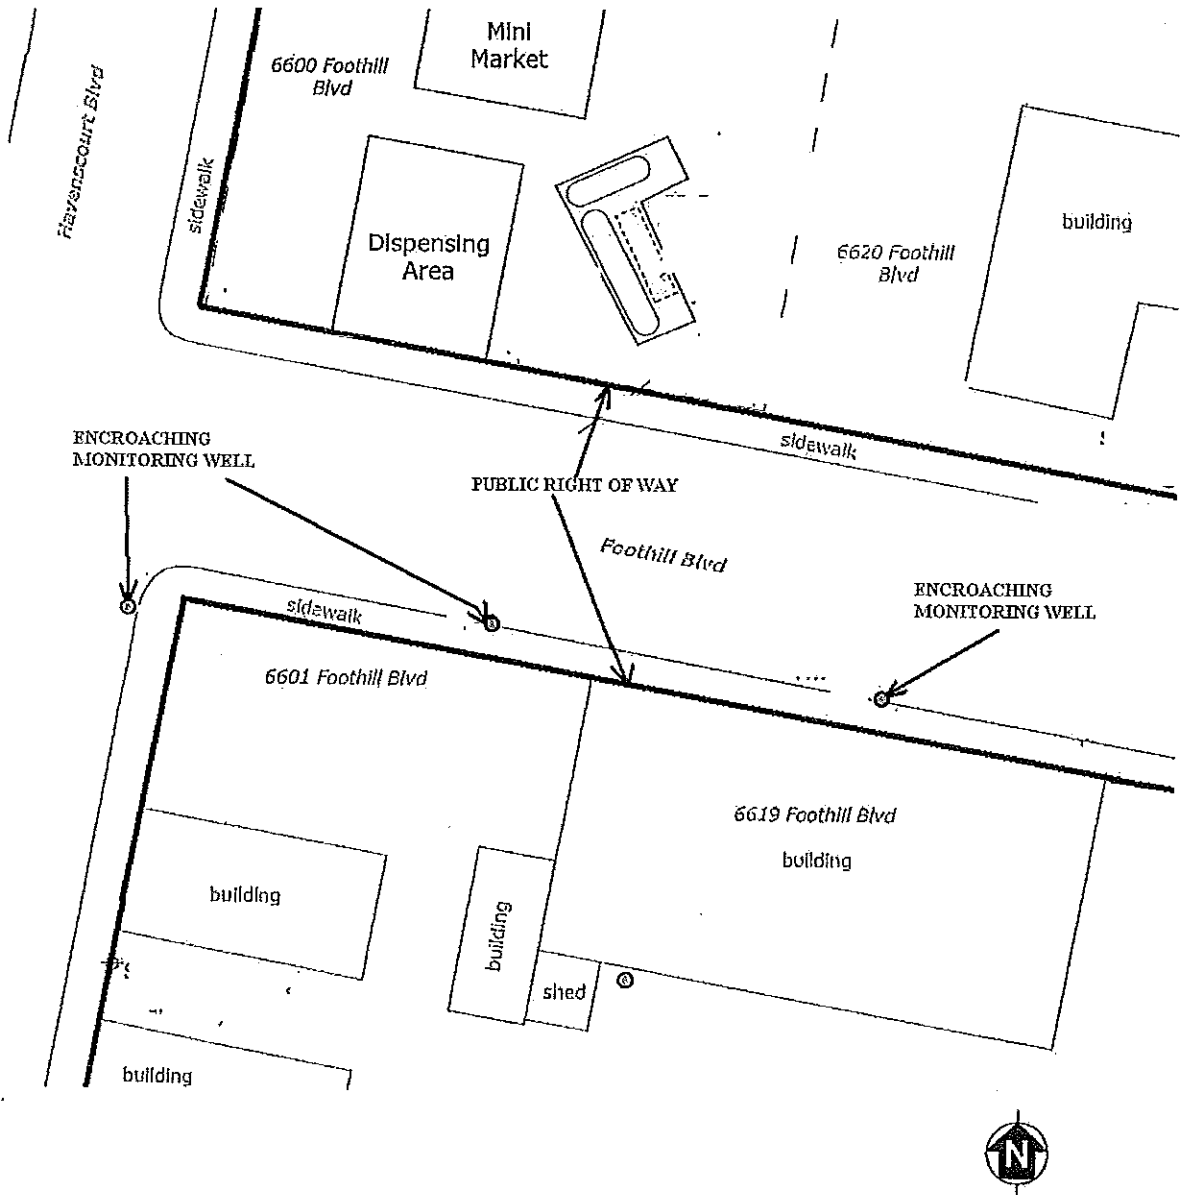 Mini
Market
6600 Foothill
Blvd
Havenscourt Blvd
sidewalk
Dispensing
Area
building
6620 Foothill
Blvd
sidewalk
ENCROACHING
MONITORING WELL
PUBLIC RIGHT OF WAY
Foothill Blvd
ENCROACHING
MONITORING WELL
sidewalk
6601 Foothill Blvd
6619 Foothill Blvd
building
building
building
shed
building
N